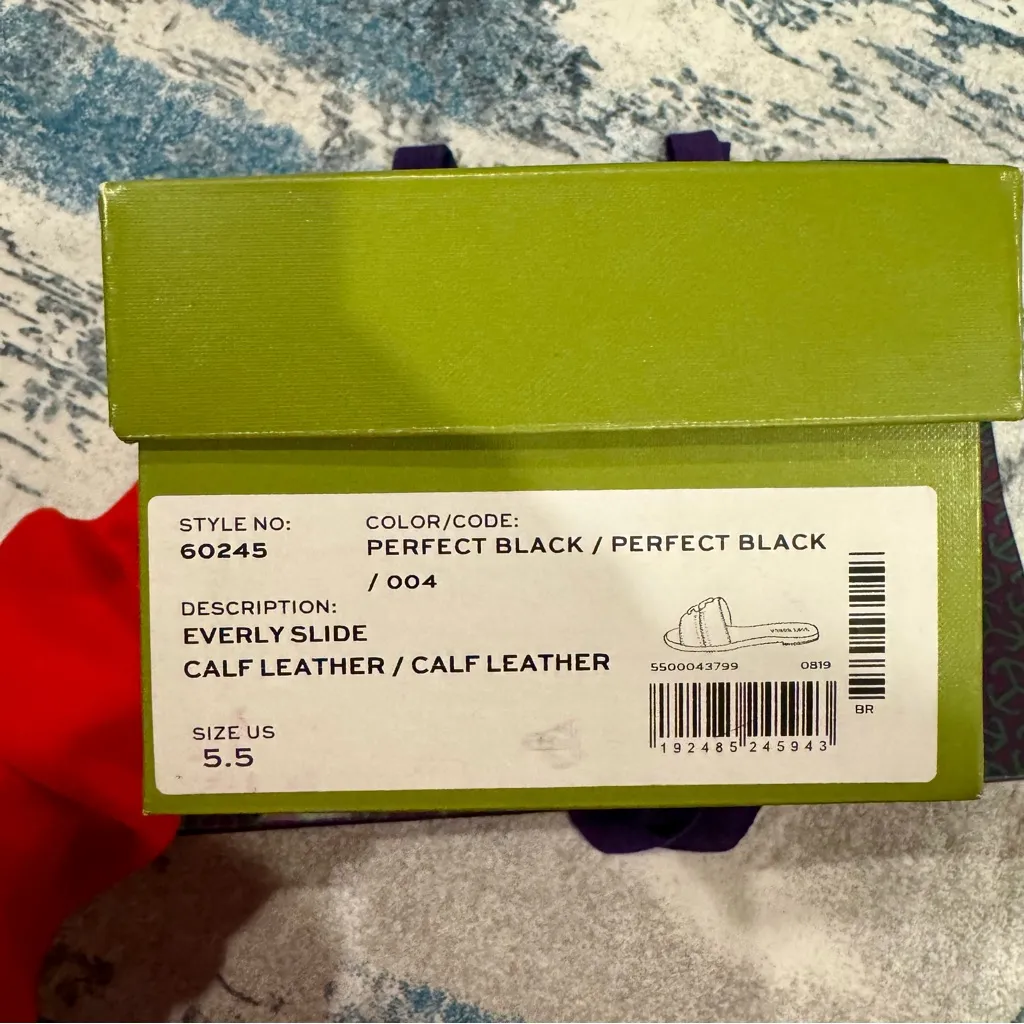 STYLE NO:
60245
COLOR/CODE:
PERFECT BLACK / PERFECT BLACK
/ 004
DESCRIPTION:
EVERLY SLIDE
CALF LEATHER / CALF LEATHER
5500043799 0819
BR
SIZE US
5.5
192485 245943